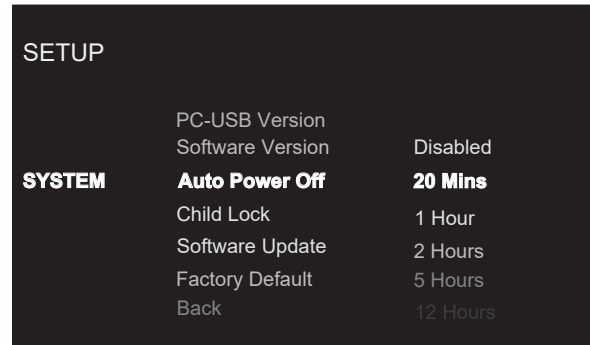 SETUP
PC-USB Version
Software Version Disabled
SYSTEM Auto Power Off 20 Mins
Child Lock 1 Hour
Software Update 2 Hours
Factory Default 5 Hours
Back 12 Hours